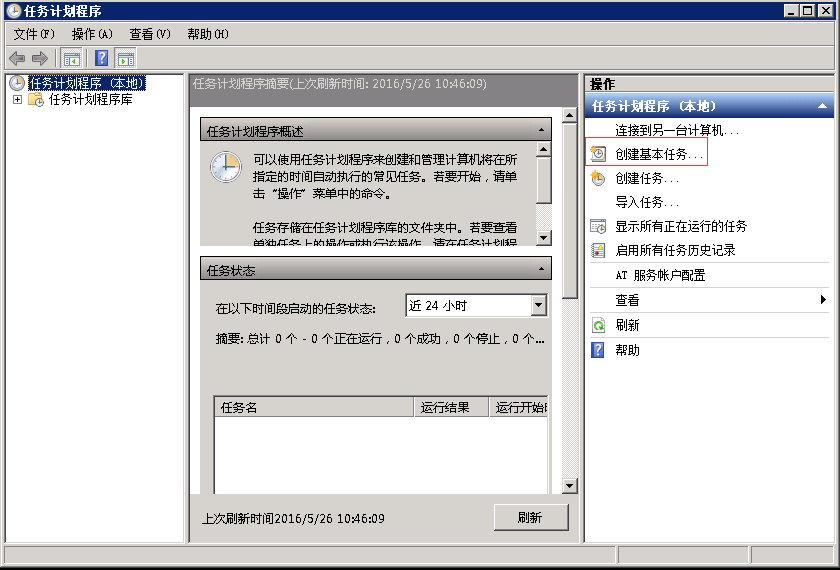 任务计划程序
文件(F) 操作(A) 查看(V) 帮助(H)
任务计划程序 (本地)
任务计划程序库
任务计划程序摘要(上次刷新时间: 2016/5/26 10:46:09)
任务计划程序概述
可以使用任务计划程序来创建和管理计算机将在所
指定的时间自动执行的常见任务。若要开始，请单
击“操作”菜单中的命令。
任务存储在任务计划程序库的文件夹中。若要查看
单独任务上的操作或执行该操作，请在任务计划程
任务状态
在以下时间段启动的任务状态:
近 24 小时
摘要: 总计 0 个 - 0 个正在运行，0 个成功，0 个停止，0 个...
任务名 运行结果 运行开始时
上次刷新时间2016/5/26 10:46:09
刷新
操作
任务计划程序 (本地)
连接到另一台计算机...
创建基本任务...
创建任务...
导入任务...
显示所有正在运行的任务
启用所有任务历史记录
AT 服务帐户配置
查看
刷新
帮助